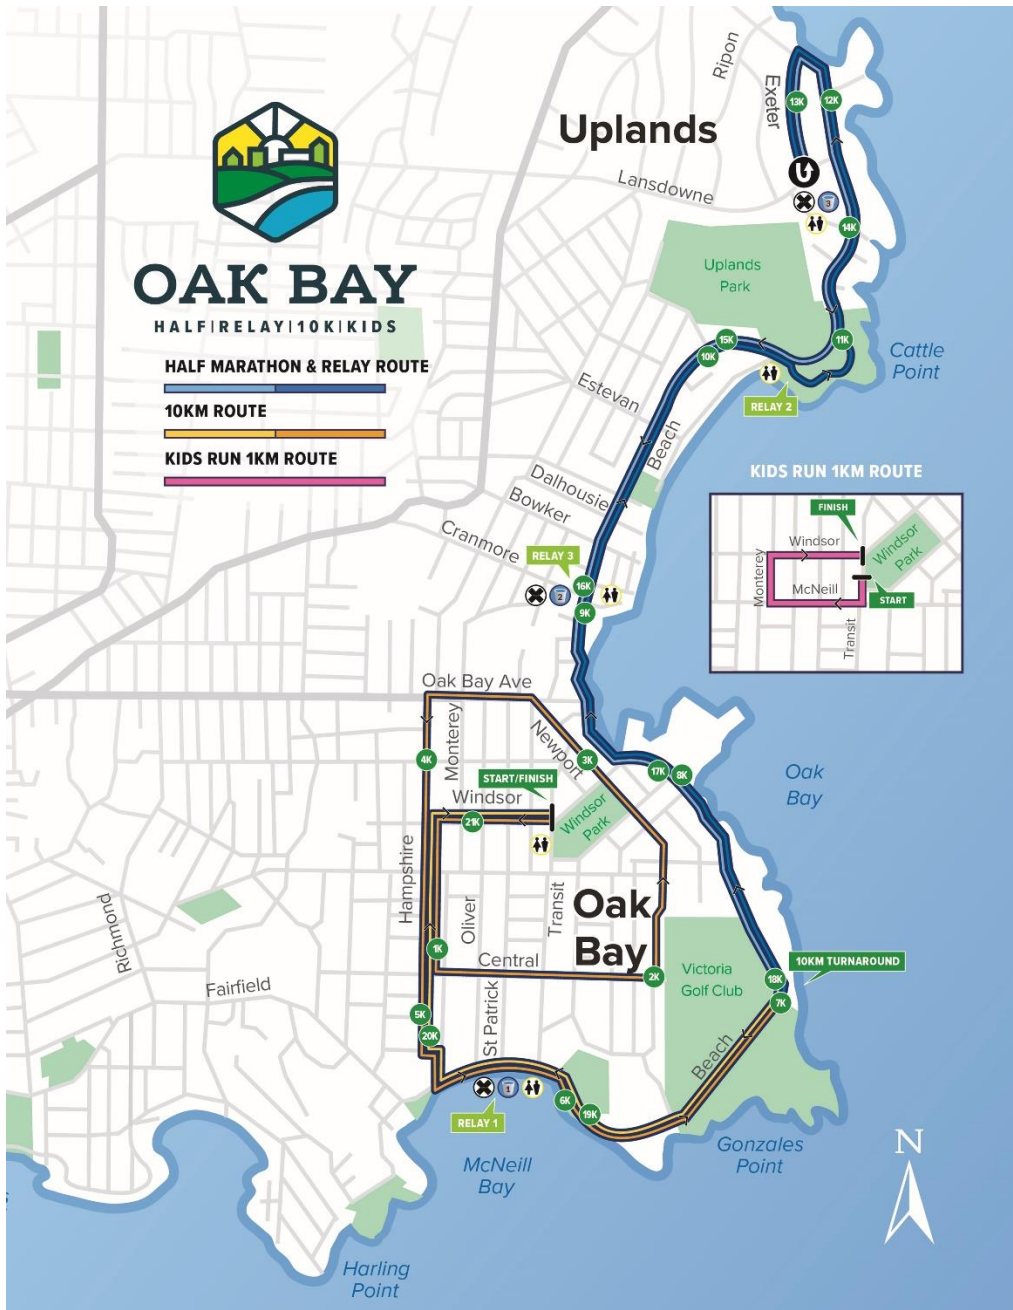 Ripon
Exeter
13K
12K
Uplands
Lansdowne
3
14K
Uplands
Park
OAK BAY
HALF|RELAY|10K|KIDS
HALF MARATHON & RELAY ROUTE
10KM ROUTE
KIDS RUN 1KM ROUTE
15K
10K
11K
Cattle
Point
RELAY 2
Estevan
Beach
Dalhousie
Bowker
Cranmore
RELAY 3
16K
2
9K
KIDS RUN 1KM ROUTE
FINISH
Windsor
Windsor
Park
Monterey
McNeill
START
Transit
Oak Bay Ave
Monterey
Newport
4K
3K
START/FINISH
Windsor
21K
Windsor
Park
17K
8K
Oak
Bay
Hampshire
Oliver
Transit
Oak
Bay
Richmond
Fairfield
1K
Central
2K
St Patrick
Victoria
Golf Club
10KM TURNAROUND
18K
7K
5K
20K
Beach
1
RELAY 1
6K
19K
McNeill
Bay
Gonzales
Point
N
Harling
Point